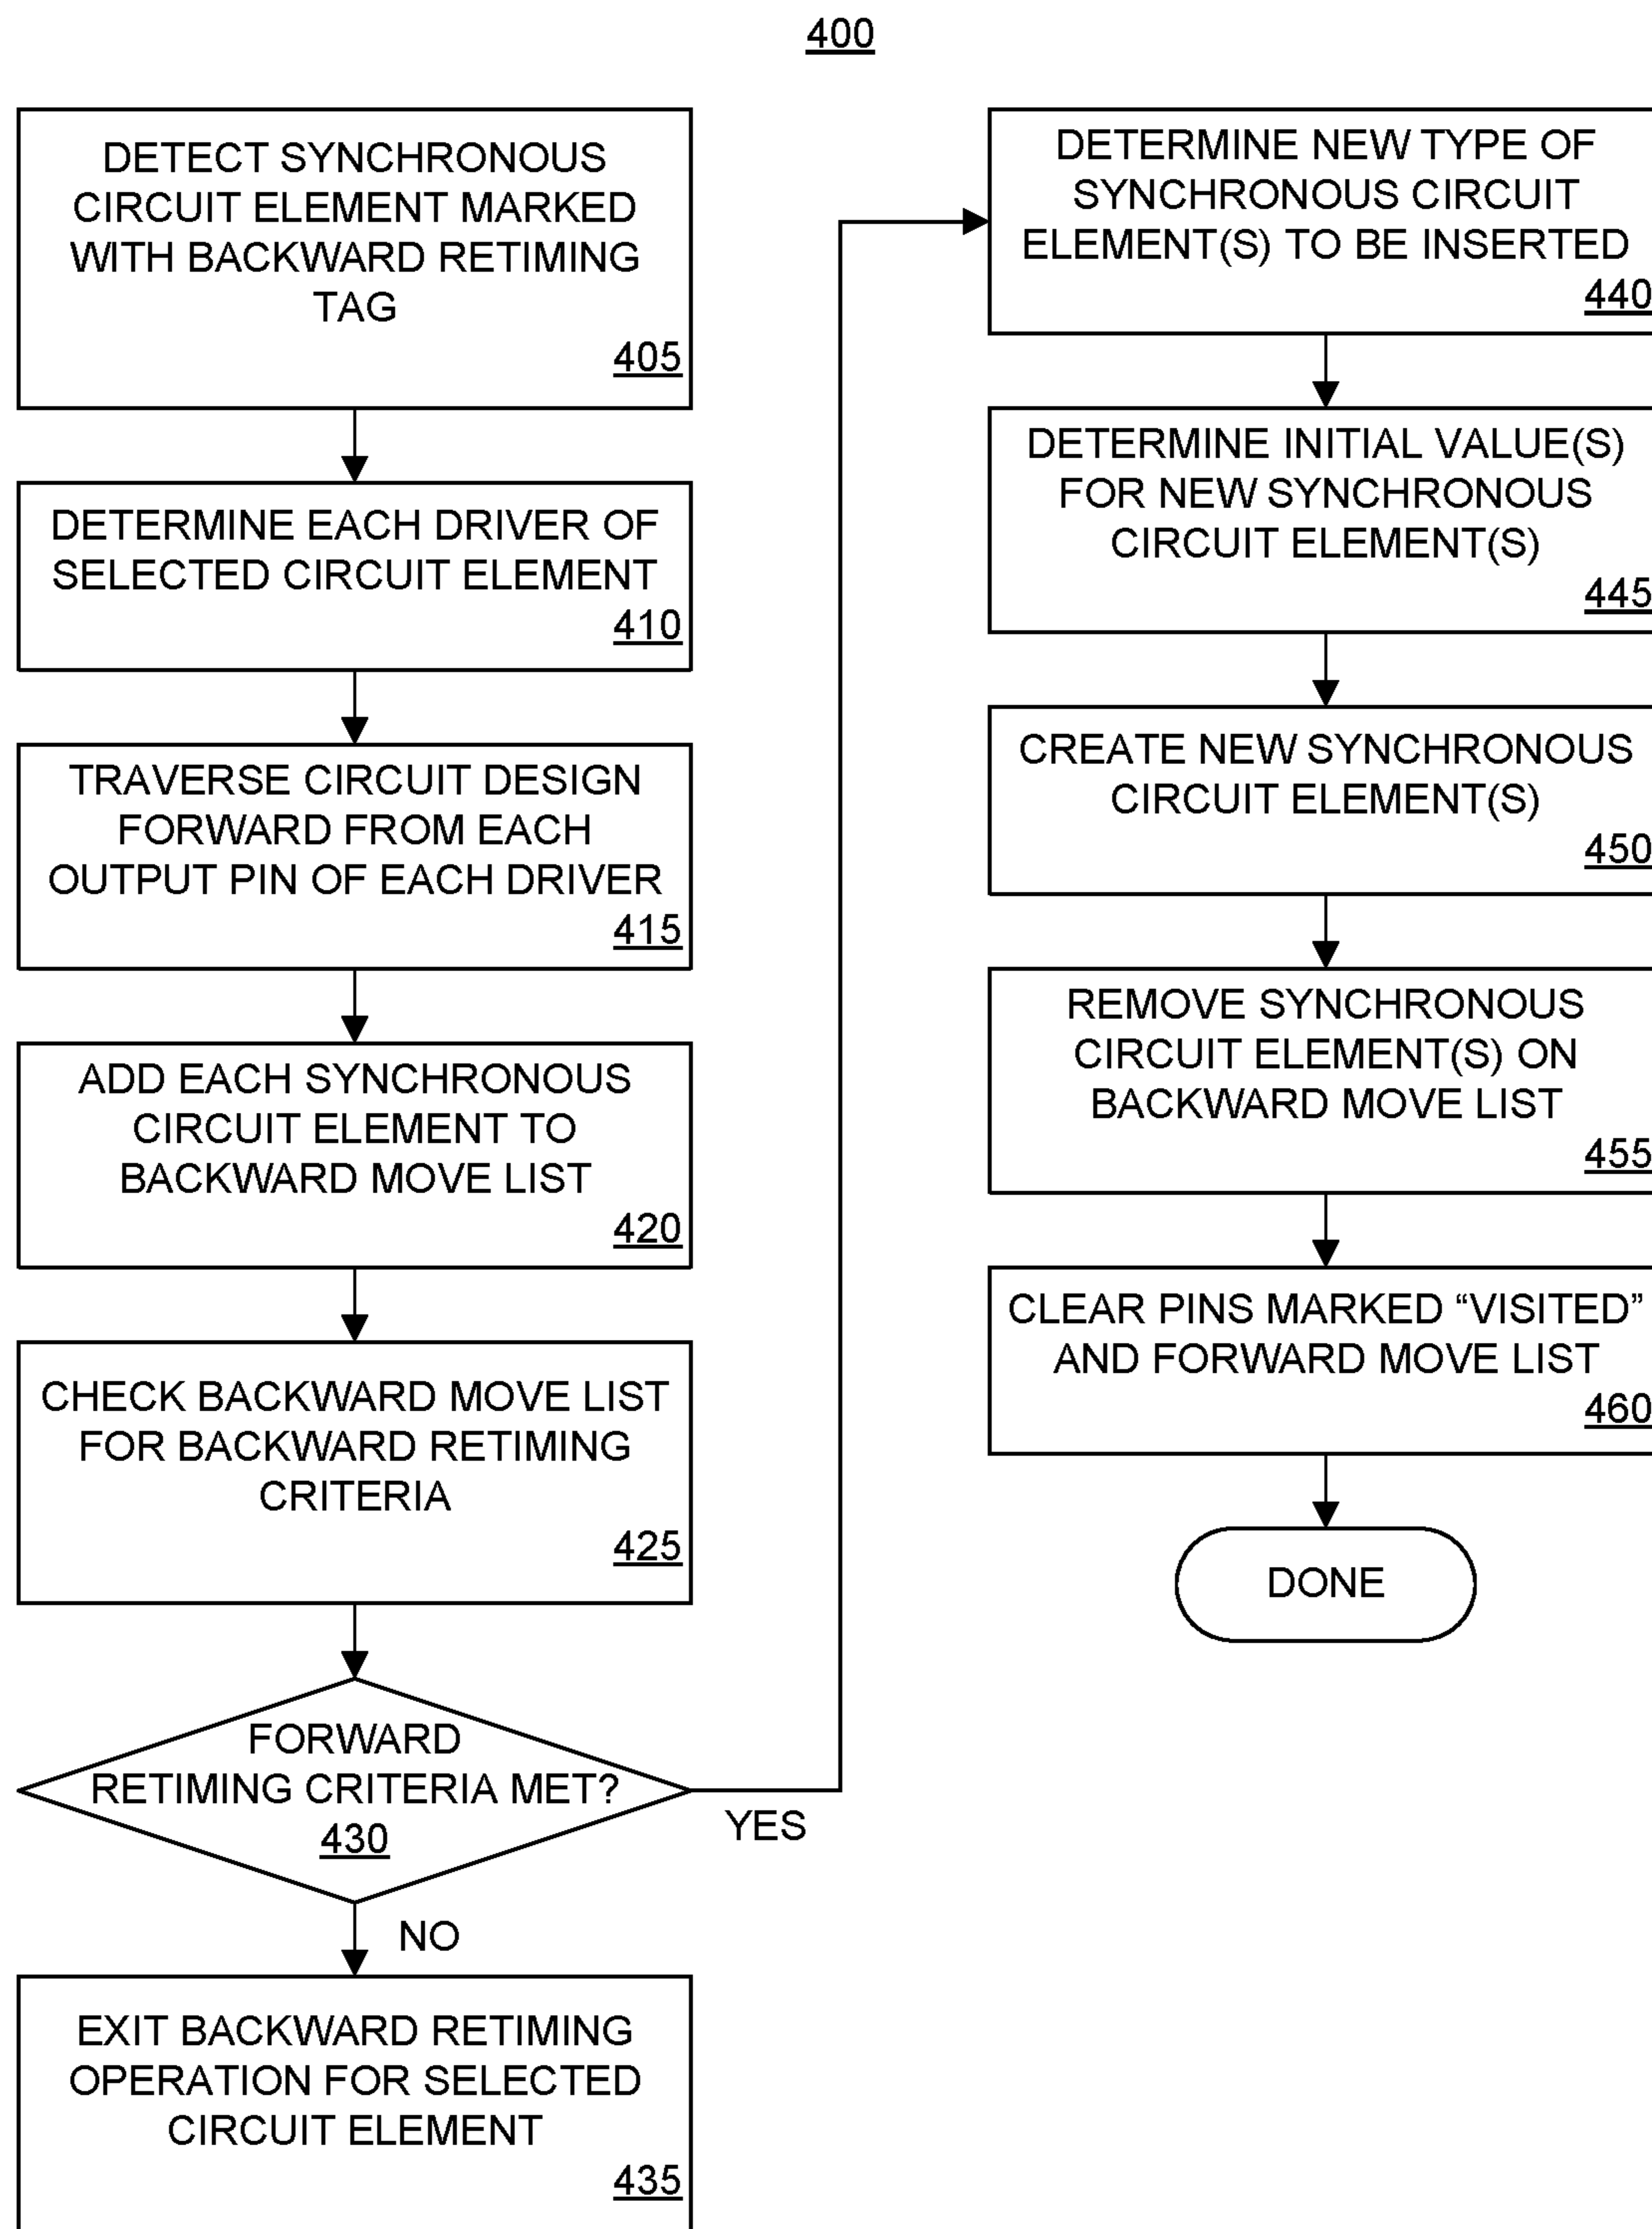 400
DETECT SYNCHRONOUS
CIRCUIT ELEMENT MARKED
WITH BACKWARD RETIMING
TAG
405
DETERMINE EACH DRIVER OF
SELECTED CIRCUIT ELEMENT
410
TRAVERSE CIRCUIT DESIGN
FORWARD FROM EACH
OUTPUT PIN OF EACH DRIVER
415
ADD EACH SYNCHRONOUS
CIRCUIT ELEMENT TO
BACKWARD MOVE LIST
420
CHECK BACKWARD MOVE LIST
FOR BACKWARD RETIMING
CRITERIA
425
FORWARD
RETIMING CRITERIA MET?
430
YES
NO
EXIT BACKWARD RETIMING
OPERATION FOR SELECTED
CIRCUIT ELEMENT
435
DETERMINE NEW TYPE OF
SYNCHRONOUS CIRCUIT
ELEMENT(S) TO BE INSERTED
440
DETERMINE INITIAL VALUE(S)
FOR NEW SYNCHRONOUS
CIRCUIT ELEMENT(S)
445
CREATE NEW SYNCHRONOUS
CIRCUIT ELEMENT(S)
450
REMOVE SYNCHRONOUS
CIRCUIT ELEMENT(S) ON
BACKWARD MOVE LIST
455
CLEAR PINS MARKED “VISITED”
AND FORWARD MOVE LIST
460
DONE